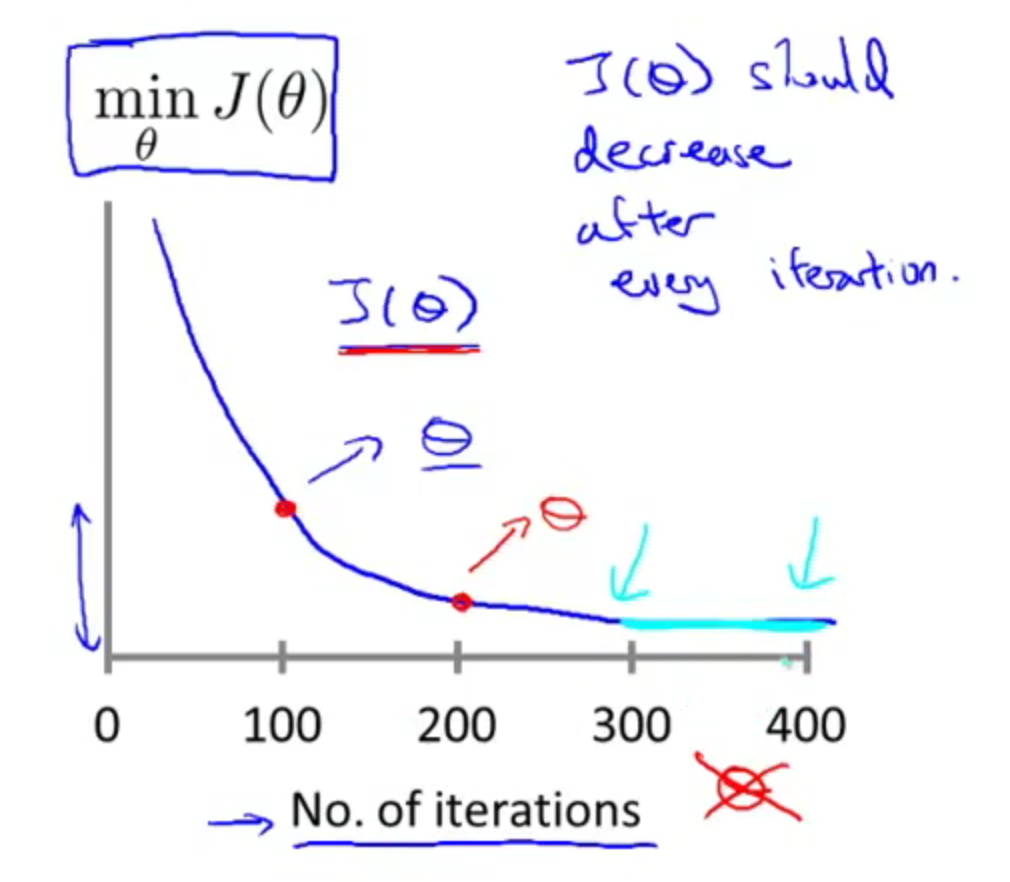 min J(θ)
θ
J(θ) should
decrease
after
every iteration.
J(θ)
θ
θ
0 100 200 300 400
No. of iterations
θ